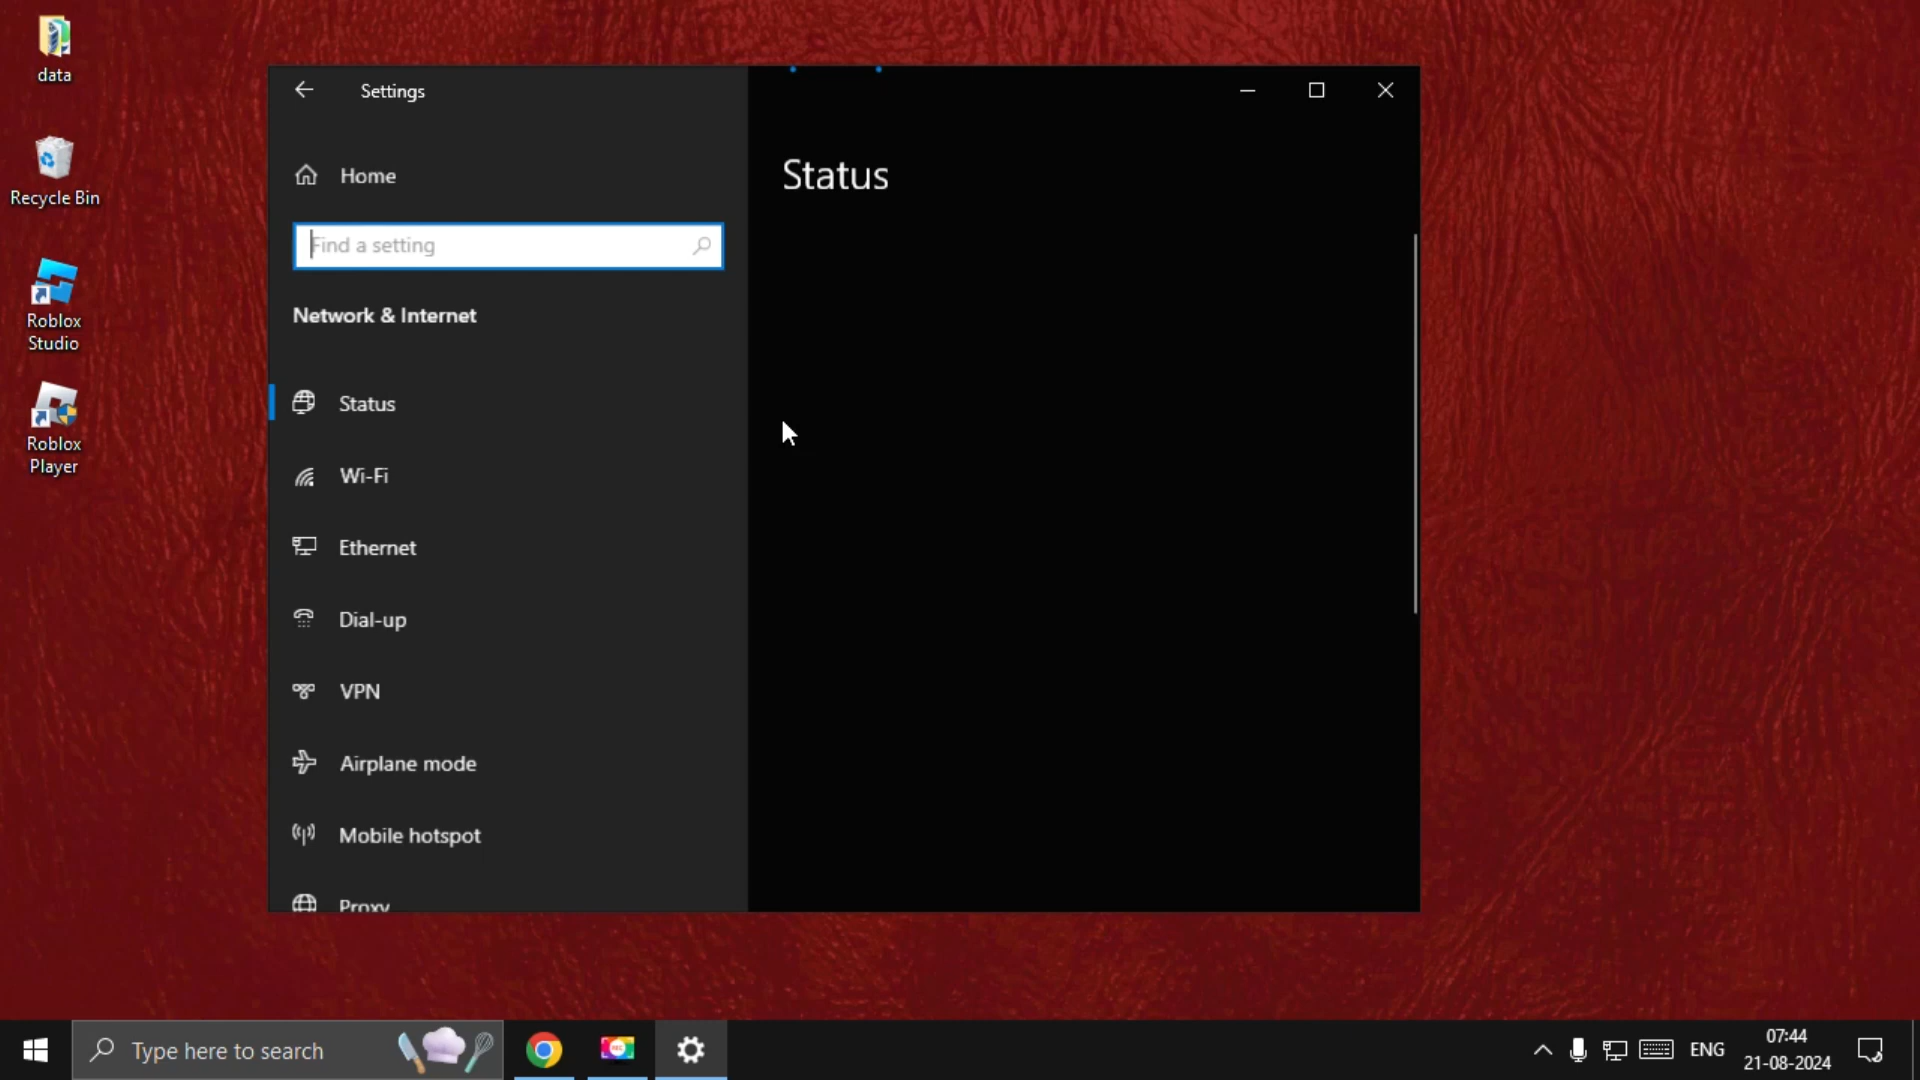 data
Recycle Bin
Roblox
Studio
Roblox
Player
Settings
Home
Find a setting
Network & Internet
Status
Wi-Fi
Ethernet
Dial-up
VPN
Airplane mode
Mobile hotspot
Proxy
Status
Type here to search
ENG
07:44
21-08-2024